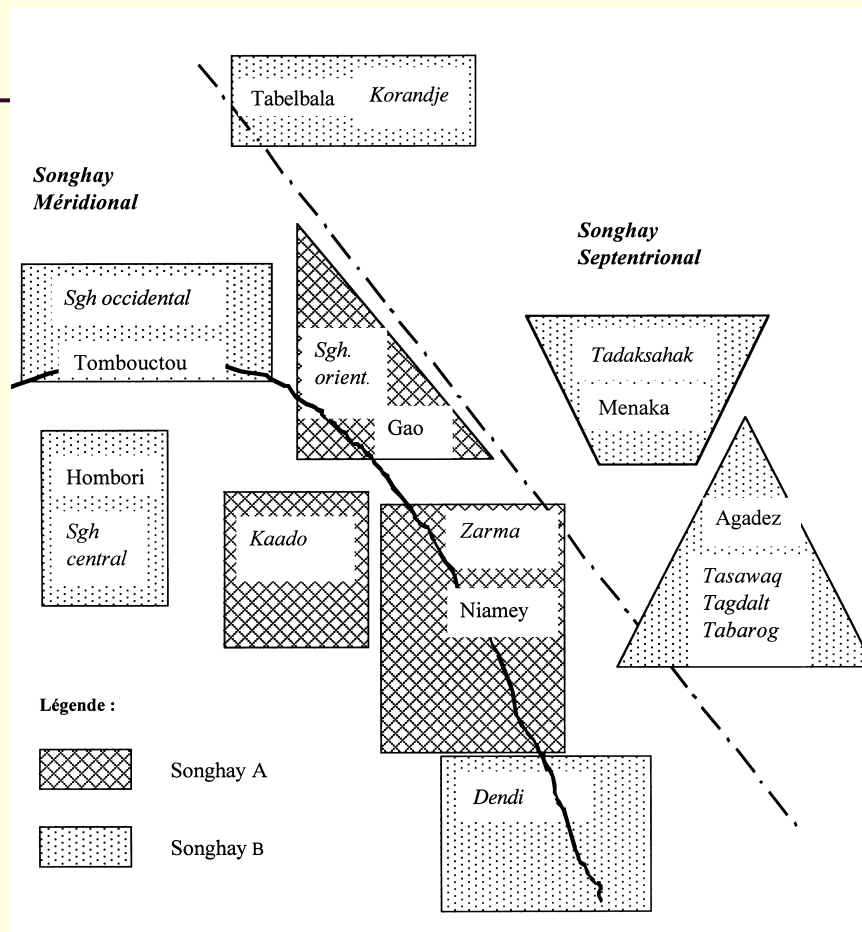 Tabelbala
Korandje
Songhay
Méridional
Songhay
Septentrional
Sgh occidental
Tombouctou
Sgh.
orient.
Gao
Tadaksahak
Menaka
Hombori
Sgh
central
Kaado
Zarma
Niamey
Agadez
Tasawaq
Tagdalt
Tabarog
Légende :
Songhay A
Songhay B
Dendi